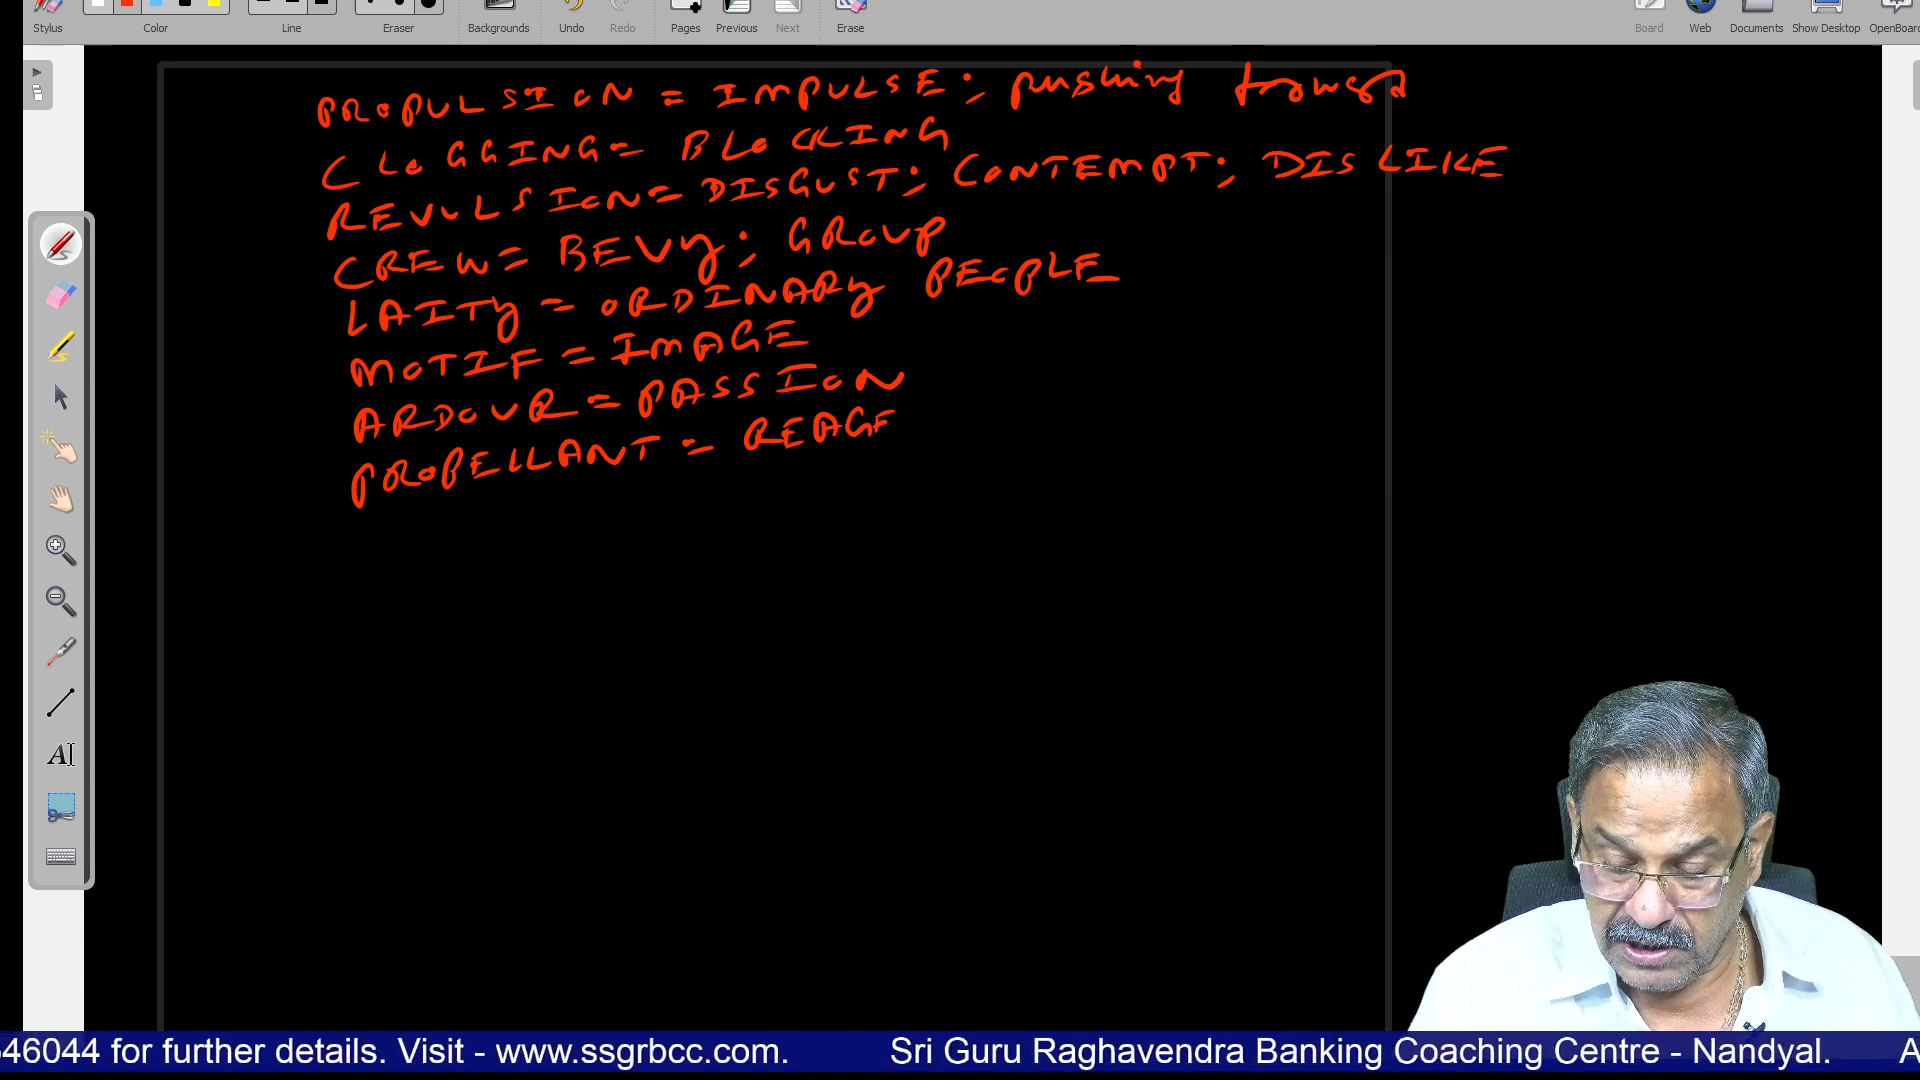 Stylus Color Line Eraser Backgrounds Undo Redo Pages Previous Next Erase Board Web Documents Show Desktop OpenBoard
PROPULSION = IMPULSE; pushing forward
CLOGGING = BLOCKING
REVULSION = DISGUST; CONTEMPT; DISLIKE
CREW = BEVY; GROUP
LAITY = ORDINARY PEOPLE
MOTIF = IMAGE
ARDOUR = PASSION
PROPELLANT = REAGE
46044 for further details. Visit - www.ssgrbcc.com. Sri Guru Raghavendra Banking Coaching Centre - Nandyal. A